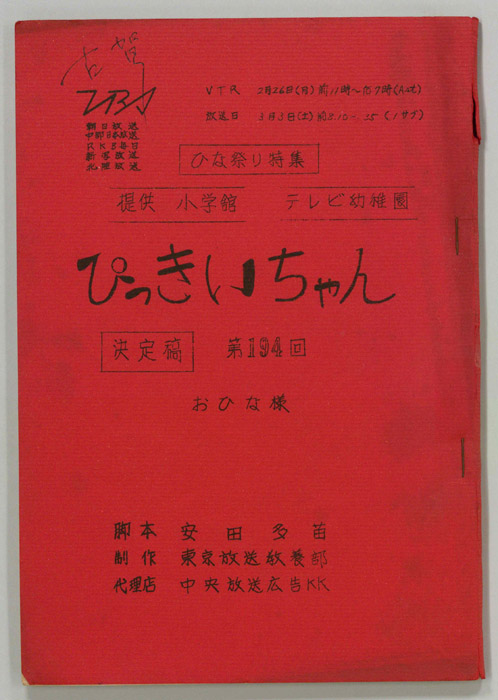 古賀
TBS
朝日放送
中部日本放送
RKB毎日
新雪放送
北陸放送
VTR 2月26日(月)前11時〜后7時(Ast)
放送日 3月3日(土)前8.10〜.25(1サブ)
ひな祭り特集
提供 小学館 テレビ幼稚園
ぴっきいちゃん
決定稿 第194回
おひな様
脚本 安田多苗
制作 東京放送教養部
代理店 中央放送広告KK